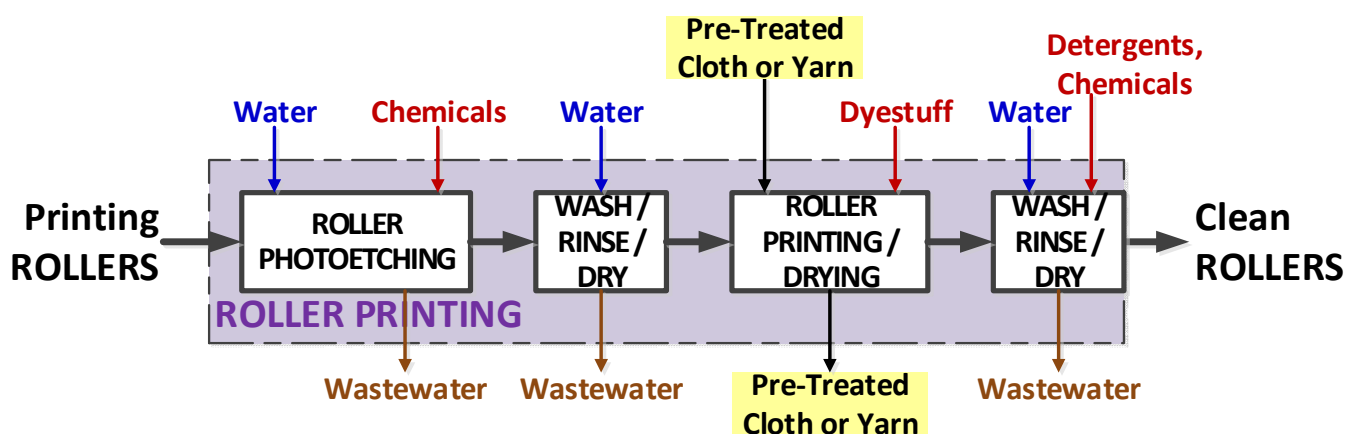 Pre-Treated
Cloth or Yarn
Detergents,
Chemicals
Water
Chemicals
Water
Dyestuff
Water
Printing
ROLLERS
ROLLER
PHOTOETCHING
WASH /
RINSE /
DRY
ROLLER
PRINTING /
DRYING
WASH /
RINSE /
DRY
Clean
ROLLERS
ROLLER PRINTING
Wastewater
Wastewater
Pre-Treated
Cloth or Yarn
Wastewater